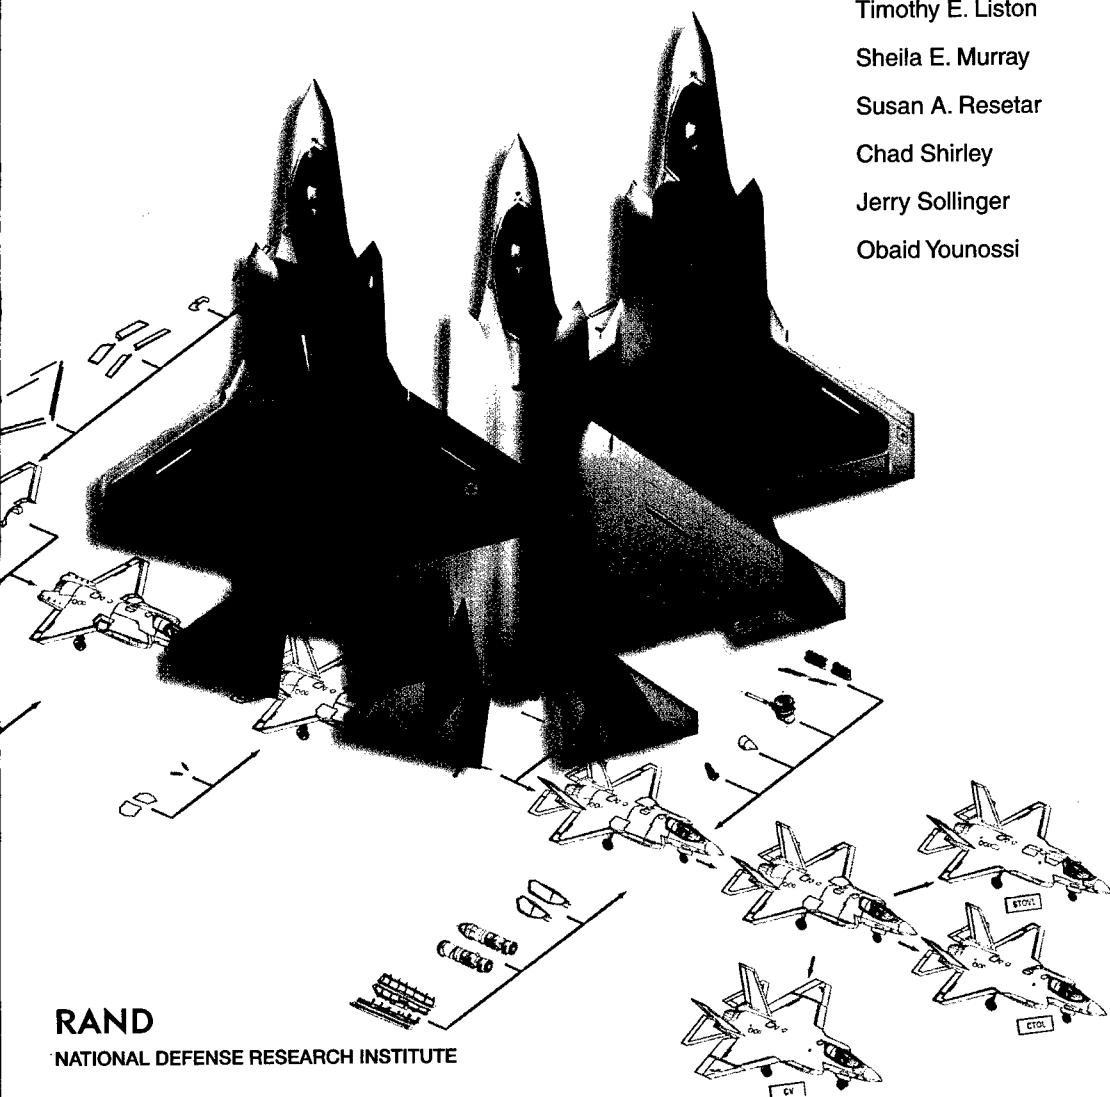 Timothy E. Liston
Sheila E. Murray
Susan A. Resetar
Chad Shirley
Jerry Sollinger
Obaid Younossi
STOVL
CTOL
CV
RAND
NATIONAL DEFENSE RESEARCH INSTITUTE